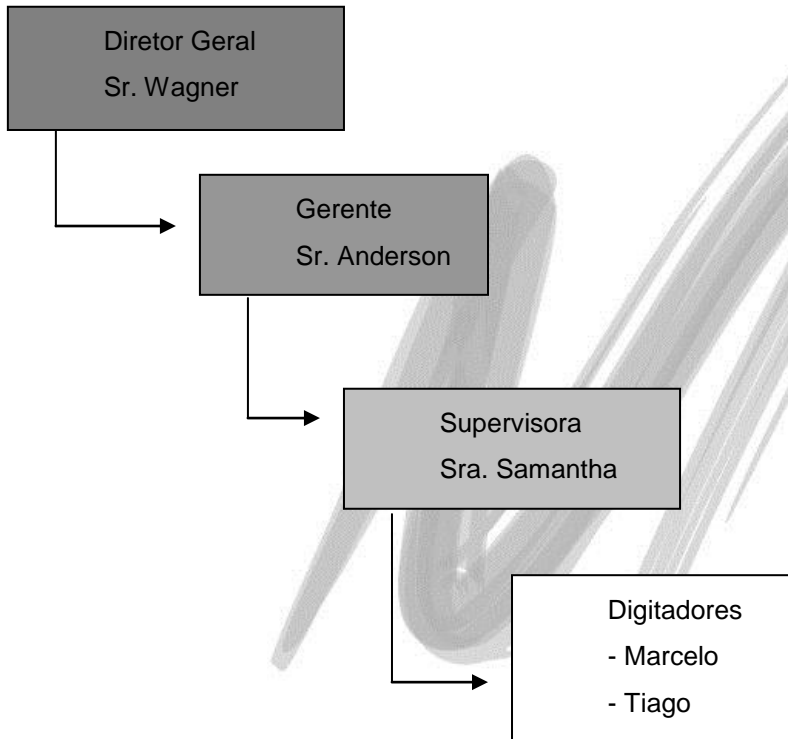 Diretor Geral
Sr. Wagner
Gerente
Sr. Anderson
Supervisora
Sra. Samantha
Digitadores
- Marcelo
- Tiago